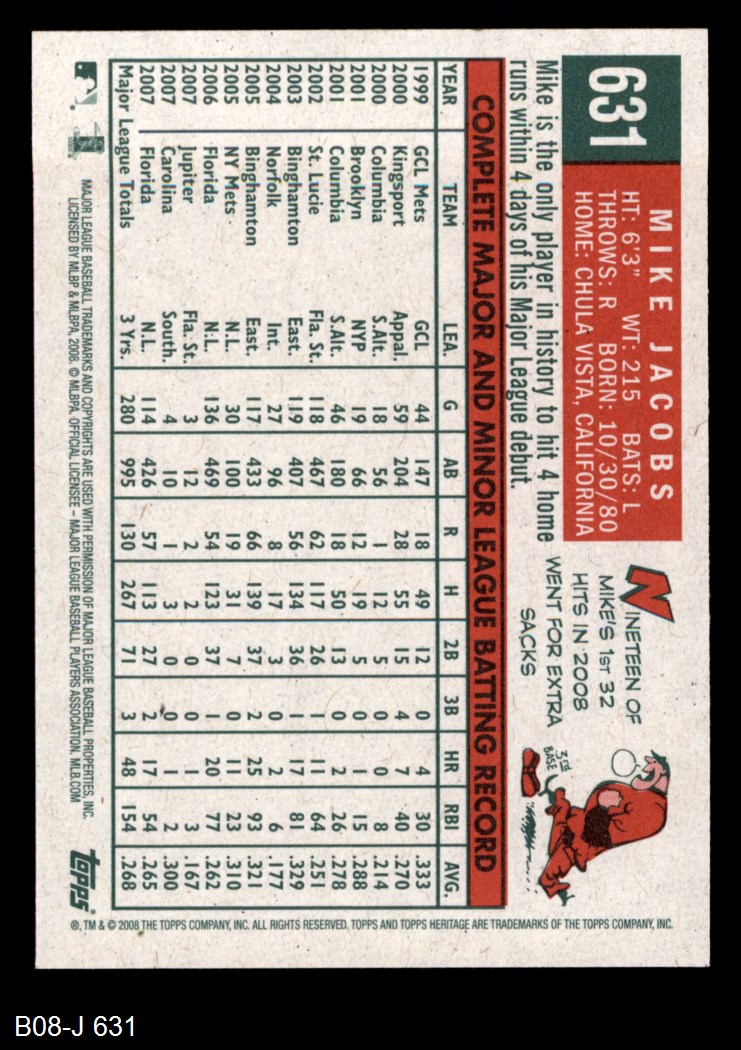 631
MIKE JACOBS
HT: 6'3" WT: 215 BATS: L
THROWS: R BORN: 10/30/80
HOME: CHULA VISTA, CALIFORNIA
NINETEEN OF
MIKE'S 1ST 32
HITS IN 2008
WENT FOR EXTRA
SACKS
3rd
BASE
Mike is the only player in history to hit 4 home
runs within 4 days of his Major League debut.
COMPLETE MAJOR AND MINOR LEAGUE BATTING RECORD
YEAR TEAM LEA. G AB R H 2B 3B HR RBI AVG.
1999 GCL Mets GCL 44 147 18 49 12 0 4 30 .333
2000 Kingsport Appal. 59 204 28 55 15 4 7 40 .270
2000 Columbia S.Alt. 18 56 1 12 5 0 0 8 .214
2001 Brooklyn NYP 19 66 12 19 5 0 1 15 .288
2001 Columbia S.Alt. 46 180 18 50 13 0 2 26 .278
2002 St. Lucie Fla. St. 118 467 62 117 26 1 11 64 .251
2003 Binghamton East. 119 407 56 134 36 1 17 81 .329
2004 Norfolk Int. 27 96 8 17 3 0 2 6 .177
2005 Binghamton East. 117 433 66 139 37 2 25 93 .321
2005 NY Mets N.L. 30 100 19 31 7 0 11 23 .310
2006 Florida N.L. 136 469 54 123 37 1 20 77 .262
2007 Jupiter Fla. St. 3 12 2 2 0 0 1 3 .167
2007 Carolina South. 4 10 1 3 0 0 1 2 .300
2007 Florida N.L. 114 426 57 113 27 2 17 54 .265
Major League Totals 3 Yrs. 280 995 130 267 71 3 48 154 .268
MAJOR LEAGUE BASEBALL TRADEMARKS AND COPYRIGHTS ARE USED WITH PERMISSION OF MAJOR LEAGUE BASEBALL PROPERTIES, INC.
LICENSED BY MLBP & MLBPA, 2008. © MLBPA. OFFICIAL LICENSEE – MAJOR LEAGUE BASEBALL PLAYERS ASSOCIATION. MLB.COM
topps
®, TM & © 2008 THE TOPPS COMPANY, INC. ALL RIGHTS RESERVED. TOPPS AND TOPPS HERITAGE ARE TRADEMARKS OF THE TOPPS COMPANY, INC.
B08-J 631